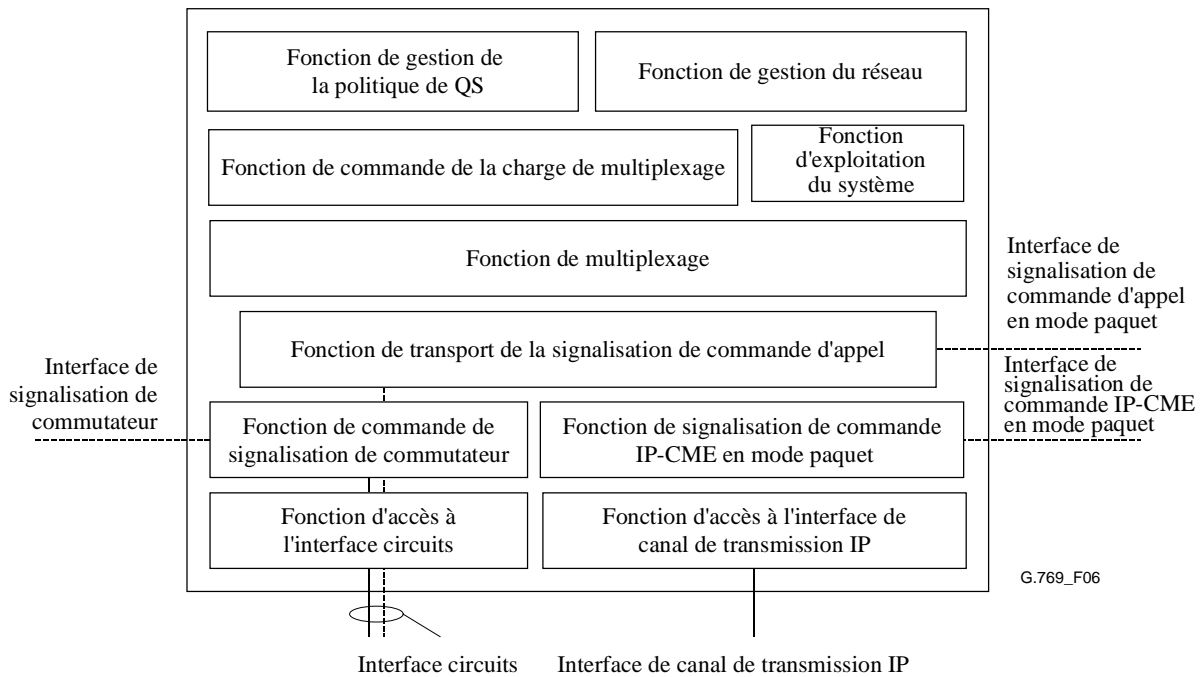 Fonction de gestion de
la politique de QS
Fonction de gestion du réseau
Fonction de commande de la charge de multiplexage
Fonction
d'exploitation
du système
Fonction de multiplexage
Interface de
signalisation de
commande d'appel
en mode paquet
Fonction de transport de la signalisation de commande d'appel
Interface de
signalisation de
commutateur
Interface de
signalisation de
commande IP-CME
en mode paquet
Fonction de commande de
signalisation de commutateur
Fonction de signalisation de commande
IP-CME en mode paquet
Fonction d'accès à
l'interface circuits
Fonction d'accès à l'interface de
canal de transmission IP
G.769_F06
Interface circuits
Interface de canal de transmission IP